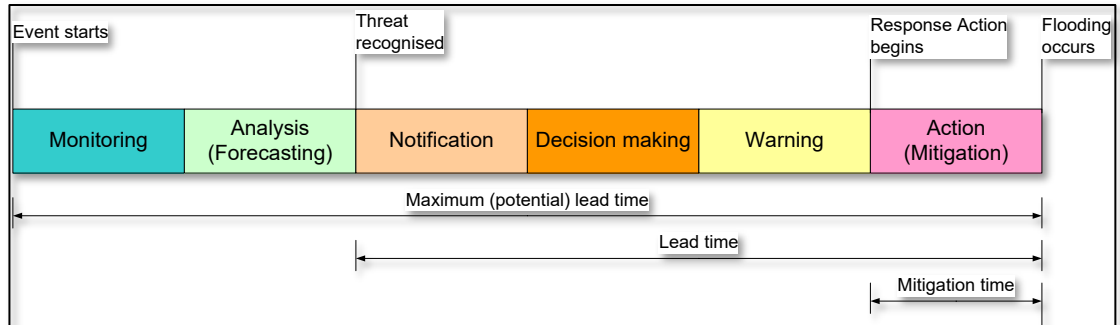 Event starts
Threat
recognised
Response Action
begins
Flooding
occurs
Monitoring
Analysis
(Forecasting)
Notification
Decision making
Warning
Action
(Mitigation)
Maximum (potential) lead time
Lead time
Mitigation time